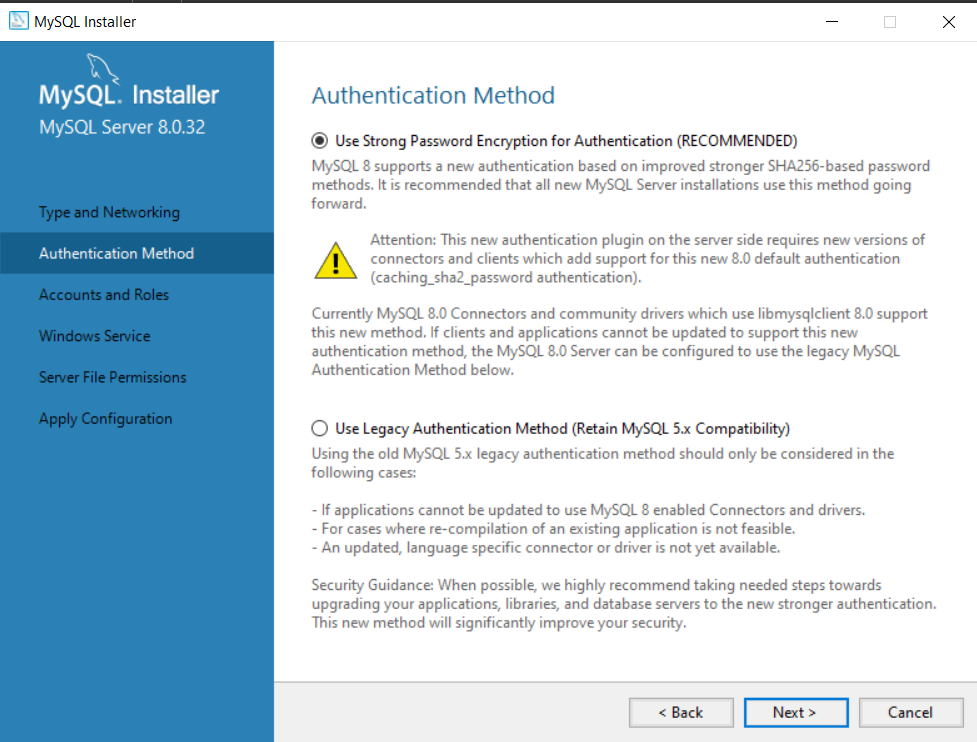 MySQL Installer
MySQL. Installer
MySQL Server 8.0.32
Type and Networking
Authentication Method
Accounts and Roles
Windows Service
Server File Permissions
Apply Configuration
Authentication Method
Use Strong Password Encryption for Authentication (RECOMMENDED)
MySQL 8 supports a new authentication based on improved stronger SHA256-based password
methods. It is recommended that all new MySQL Server installations use this method going
forward.
Attention: This new authentication plugin on the server side requires new versions of
connectors and clients which add support for this new 8.0 default authentication
(caching_sha2_password authentication).
Currently MySQL 8.0 Connectors and community drivers which use libmysqlclient 8.0 support
this new method. If clients and applications cannot be updated to support this new
authentication method, the MySQL 8.0 Server can be configured to use the legacy MySQL
Authentication Method below.
Use Legacy Authentication Method (Retain MySQL 5.x Compatibility)
Using the old MySQL 5.x legacy authentication method should only be considered in the
following cases:
- If applications cannot be updated to use MySQL 8 enabled Connectors and drivers.
- For cases where re-compilation of an existing application is not feasible.
- An updated, language specific connector or driver is not yet available.
Security Guidance: When possible, we highly recommend taking needed steps towards
upgrading your applications, libraries, and database servers to the new stronger authentication.
This new method will significantly improve your security.
< Back
Next >
Cancel